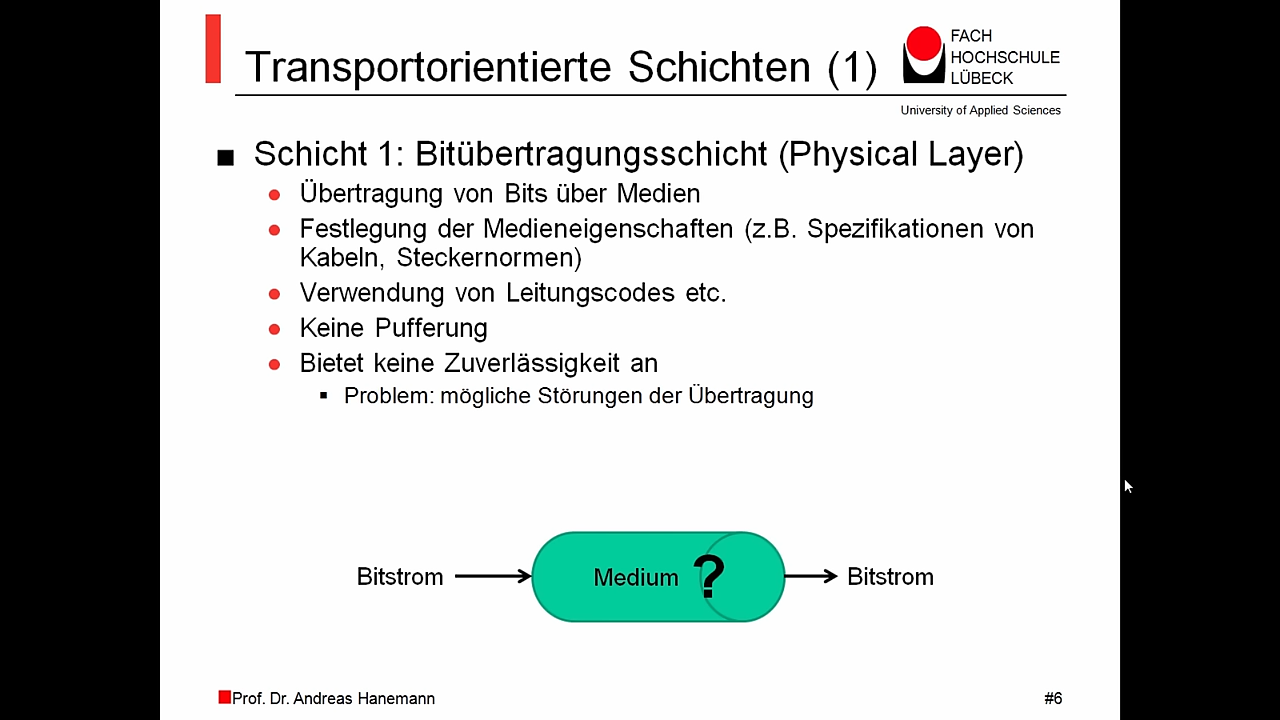 Transportorientierte Schichten (1)
FACH
HOCHSCHULE
LÜBECK
University of Applied Sciences
Schicht 1: Bitübertragungsschicht (Physical Layer)
Übertragung von Bits über Medien
Festlegung der Medieneigenschaften (z.B. Spezifikationen von
Kabeln, Steckernormen)
Verwendung von Leitungscodes etc.
Keine Pufferung
Bietet keine Zuverlässigkeit an
Problem: mögliche Störungen der Übertragung
Bitstrom
Medium ?
Bitstrom
Prof. Dr. Andreas Hanemann
#6